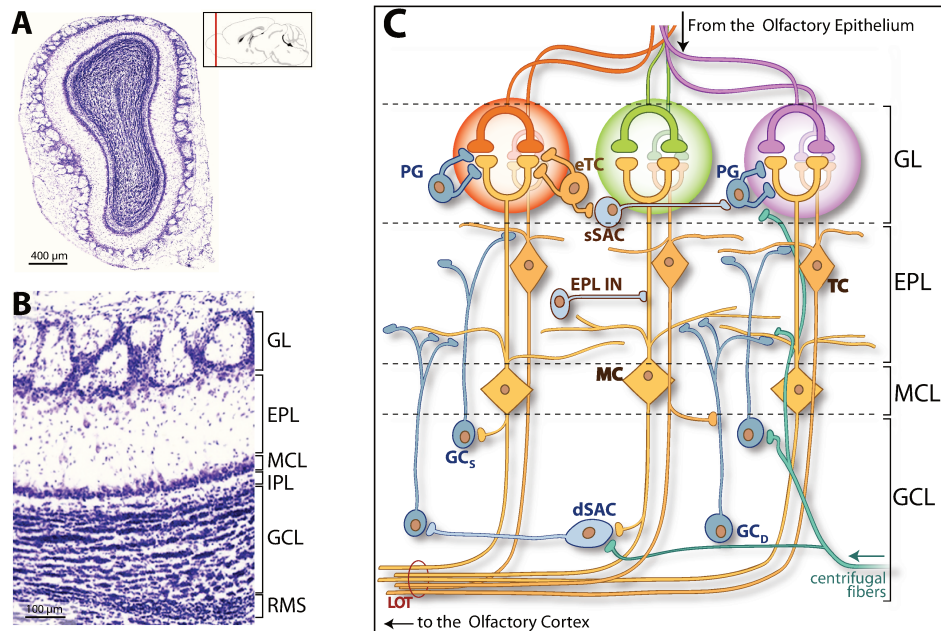 A
400 µm
B
GL
EPL
MCL
IPL
GCL
RMS
100 µm
C
From the Olfactory Epithelium
PG
eTC
PG
GL
sSAC
EPL IN
TC
EPL
MC
MCL
GCS
dSAC
GCD
GCL
centrifugal
fibers
LOT
to the Olfactory Cortex